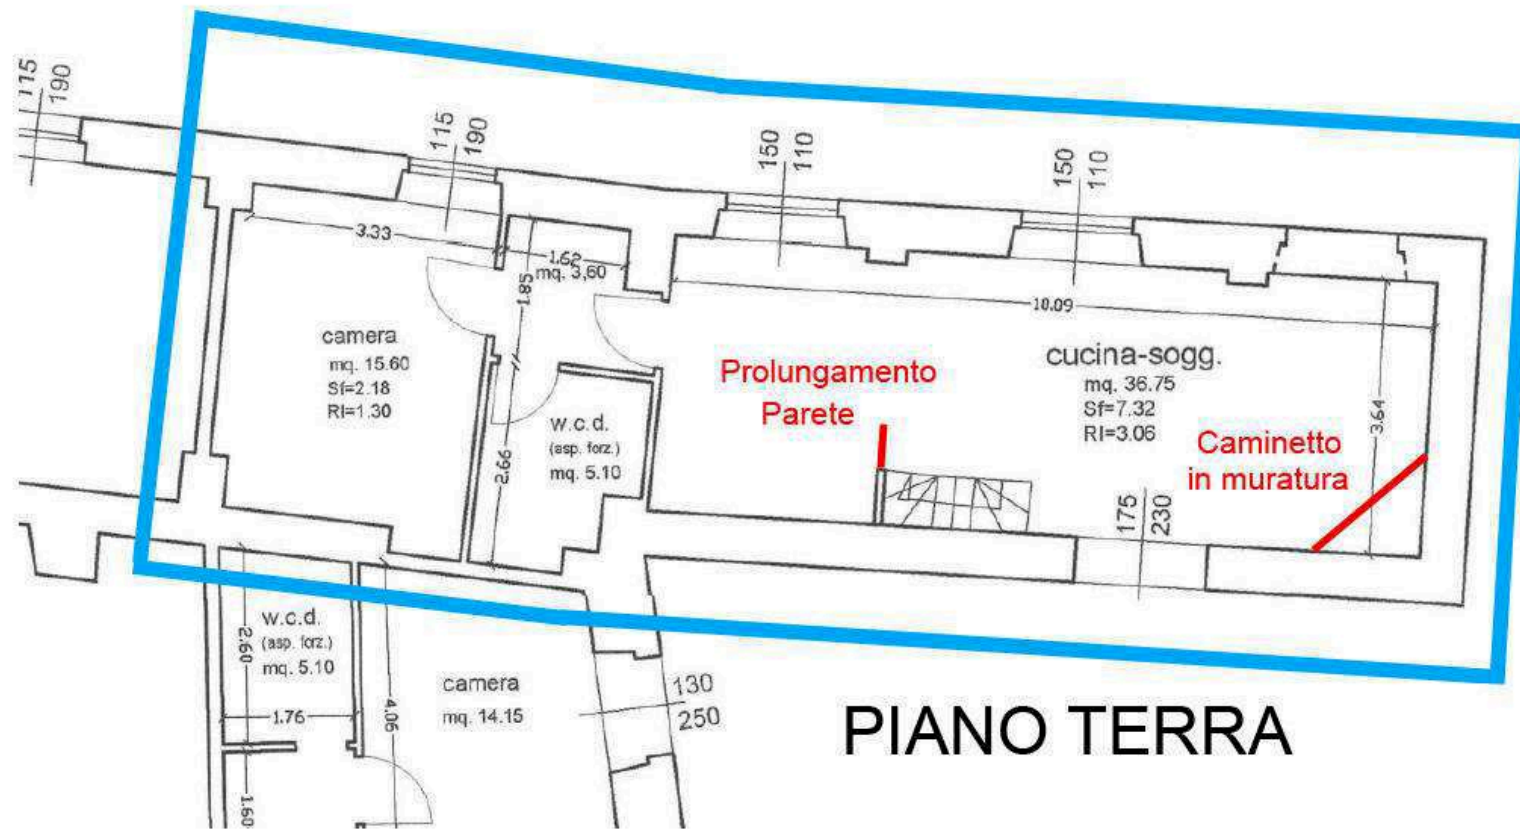 115
190
115
190
150
110
150
110
3.33
1.62
mq. 3,60
1.85
10.09
camera
mq. 15.60
Sf=2.18
RI=1.30
Prolungamento
Parete
cucina-sogg.
mq. 36.75
Sf=7.32
RI=3.06
3.64
w.c.d.
(asp. forz.)
mq. 5.10
2.66
Caminetto
in muratura
175
230
w.c.d.
(asp. forz.)
mq. 5.10
2.60
1.76
4.06
camera
mq. 14.15
130
250
1.60
PIANO TERRA